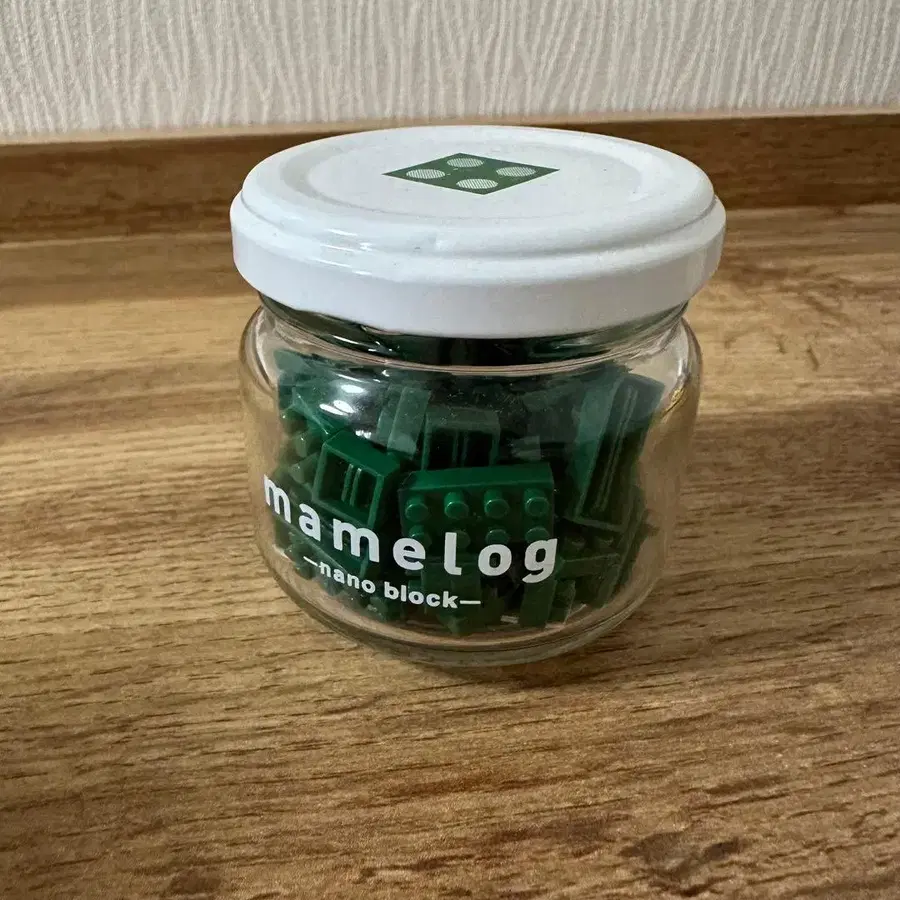 mamelog
—nano block—